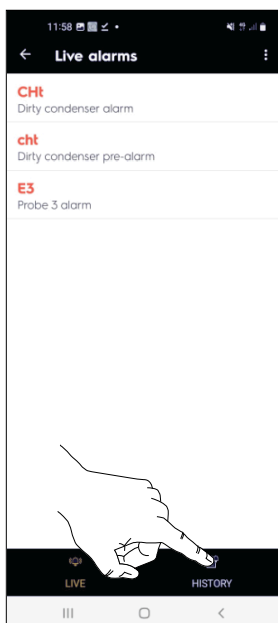 11:58
Live alarms
CHt
Dirty condenser alarm
cht
Dirty condenser pre-alarm
E3
Probe 3 alarm
LIVE
HISTORY